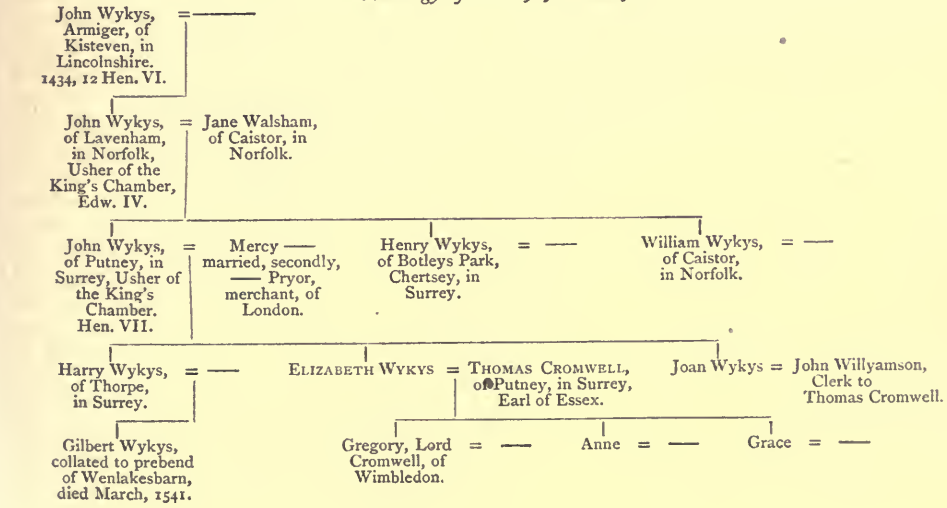 John Wykys, = ——
Armiger, of
Kisteven, in
Lincolnshire.
1434, 12 Hen. VI.
John Wykys, = Jane Walsham,
of Lavenham, of Caistor, in
in Norfolk, Norfolk.
Usher of the
King's Chamber,
Edw. IV.
John Wykys, = Mercy —— Henry Wykys, = —— William Wykys, = ——
of Putney, in married, secondly, of Botleys Park, of Caistor,
Surrey, Usher of —— Pryor, Chertsey, in in Norfolk.
the King's merchant, of Surrey.
Chamber. London.
Hen. VII.
Harry Wykys, = —— ELIZABETH WYKYS = THOMAS CROMWELL, Joan Wykys = John Willyamson,
of Thorpe, of Putney, in Surrey, Clerk to
in Surrey. Earl of Essex. Thomas Cromwell.
Gilbert Wykys, Gregory, Lord = —— Anne = —— Grace = ——
collated to prebend Cromwell, of
of Wenlakesbarn, Wimbledon.
died March, 1541.